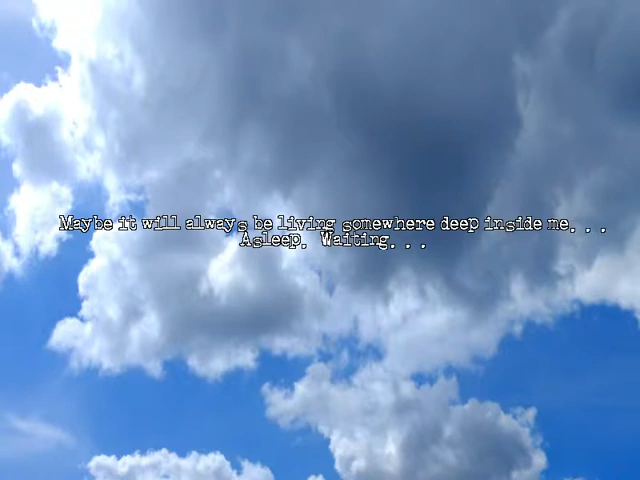 Maybe it will always be living somewhere deep inside me. . .
Asleep. Waiting. . .